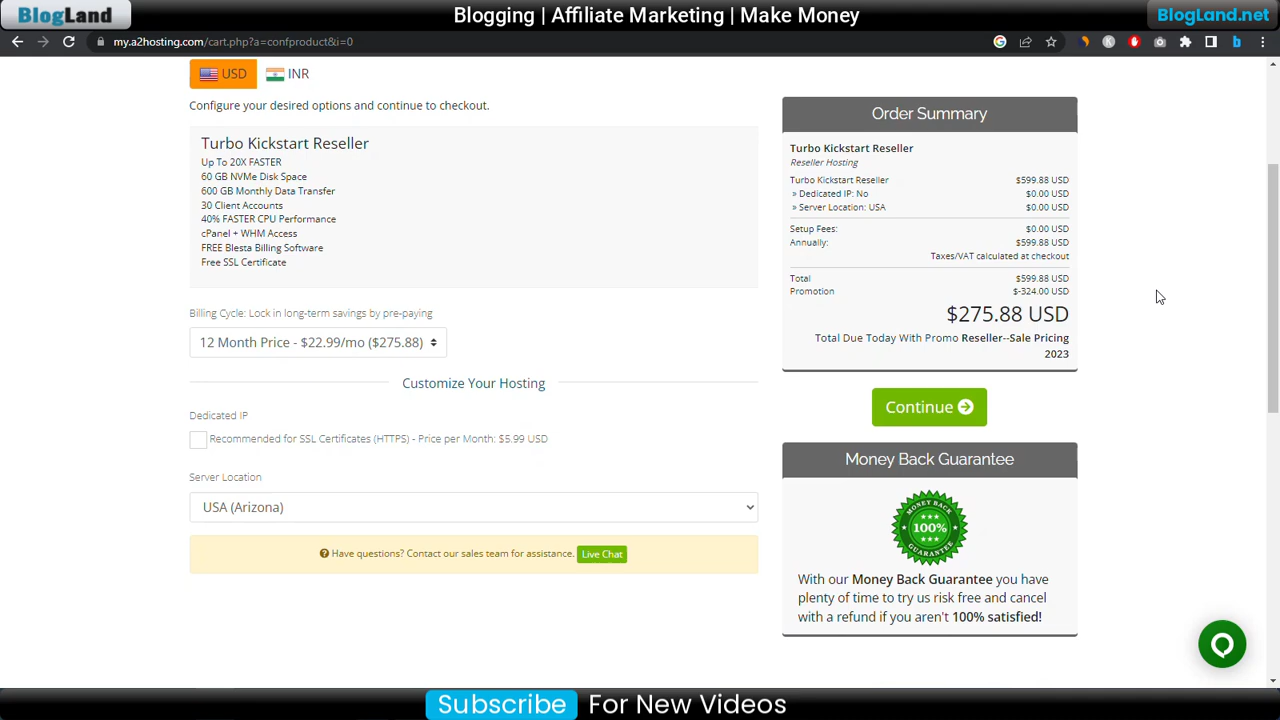 BlogLand
Blogging | Affiliate Marketing | Make Money
BlogLand.net
my.a2hosting.com/cart.php?a=confproduct&i=0
USD
INR
Configure your desired options and continue to checkout.
Turbo Kickstart Reseller
Up To 20X FASTER
60 GB NVMe Disk Space
600 GB Monthly Data Transfer
30 Client Accounts
40% FASTER CPU Performance
cPanel + WHM Access
FREE Blesta Billing Software
Free SSL Certificate
Billing Cycle: Lock in long-term savings by pre-paying
12 Month Price - $22.99/mo ($275.88)
Customize Your Hosting
Dedicated IP
Recommended for SSL Certificates (HTTPS) - Price per Month: $5.99 USD
Server Location
USA (Arizona)
Have questions? Contact our sales team for assistance. Live Chat
Order Summary
Turbo Kickstart Reseller
Reseller Hosting
Turbo Kickstart Reseller $599.88 USD
» Dedicated IP: No $0.00 USD
» Server Location: USA $0.00 USD
Setup Fees: $0.00 USD
Annually: $599.88 USD
Taxes/VAT calculated at checkout
Total $599.88 USD
Promotion $-324.00 USD
$275.88 USD
Total Due Today With Promo Reseller--Sale Pricing
2023
Continue
Money Back Guarantee
MONEY BACK
100%
GUARANTEE
With our Money Back Guarantee you have
plenty of time to try us risk free and cancel
with a refund if you aren't 100% satisfied!
Subscribe For New Videos